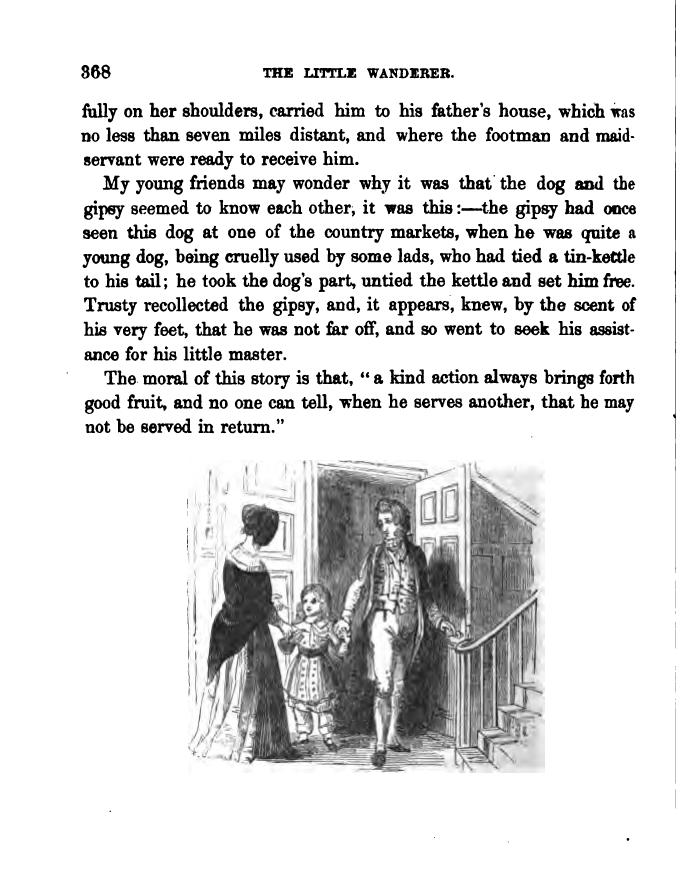 368 THE LITTLE WANDERER.
fully on her shoulders, carried him to his father's house, which was
no less than seven miles distant, and where the footman and maid-
servant were ready to receive him.
My young friends may wonder why it was that the dog and the
gipsy seemed to know each other, it was this:—the gipsy had once
seen this dog at one of the country markets, when he was quite a
young dog, being cruelly used by some lads, who had tied a tin-kettle
to his tail; he took the dog's part, untied the kettle and set him free.
Trusty recollected the gipsy, and, it appears, knew, by the scent of
his very feet, that he was not far off, and so went to seek his assist-
ance for his little master.
The moral of this story is that, "a kind action always brings forth
good fruit, and no one can tell, when he serves another, that he may
not be served in return."